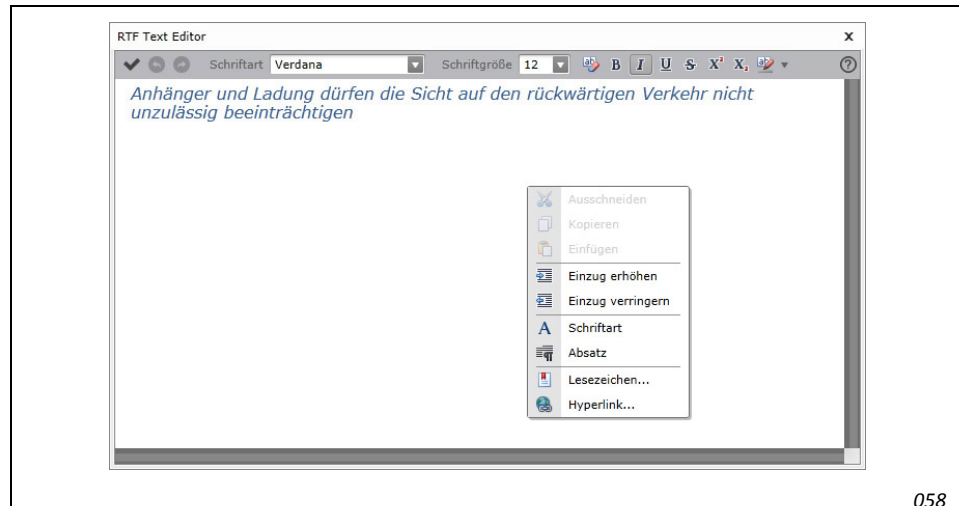 RTF Text Editor x
Schriftart Verdana Schriftgröße 12 B I U S X² X₂ ?
Anhänger und Ladung dürfen die Sicht auf den rückwärtigen Verkehr nicht
unzulässig beeinträchtigen
Ausschneiden
Kopieren
Einfügen
Einzug erhöhen
Einzug verringern
A Schriftart
Absatz
Lesezeichen...
Hyperlink...
058